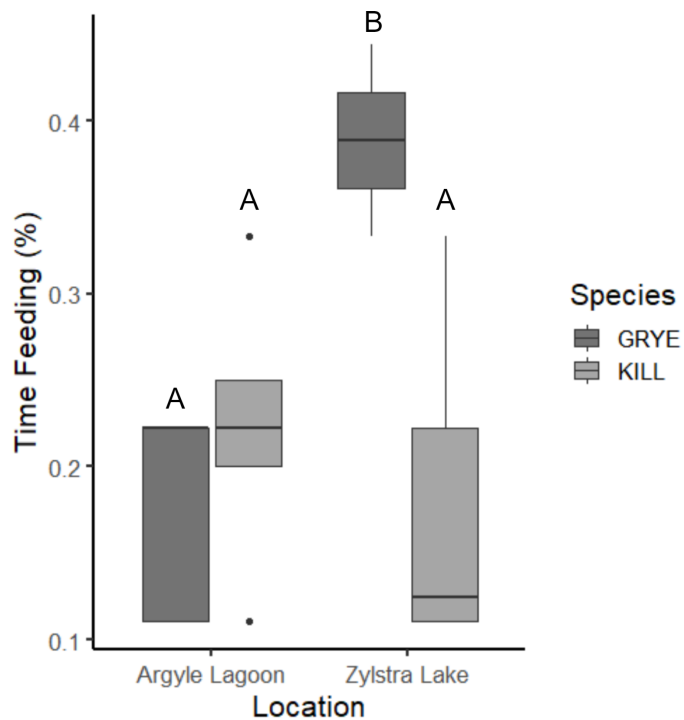 B
A
A
A
0.4
0.3
0.2
0.1
Time Feeding (%)
Argyle Lagoon
Zylstra Lake
Location
Species
GRYE
KILL